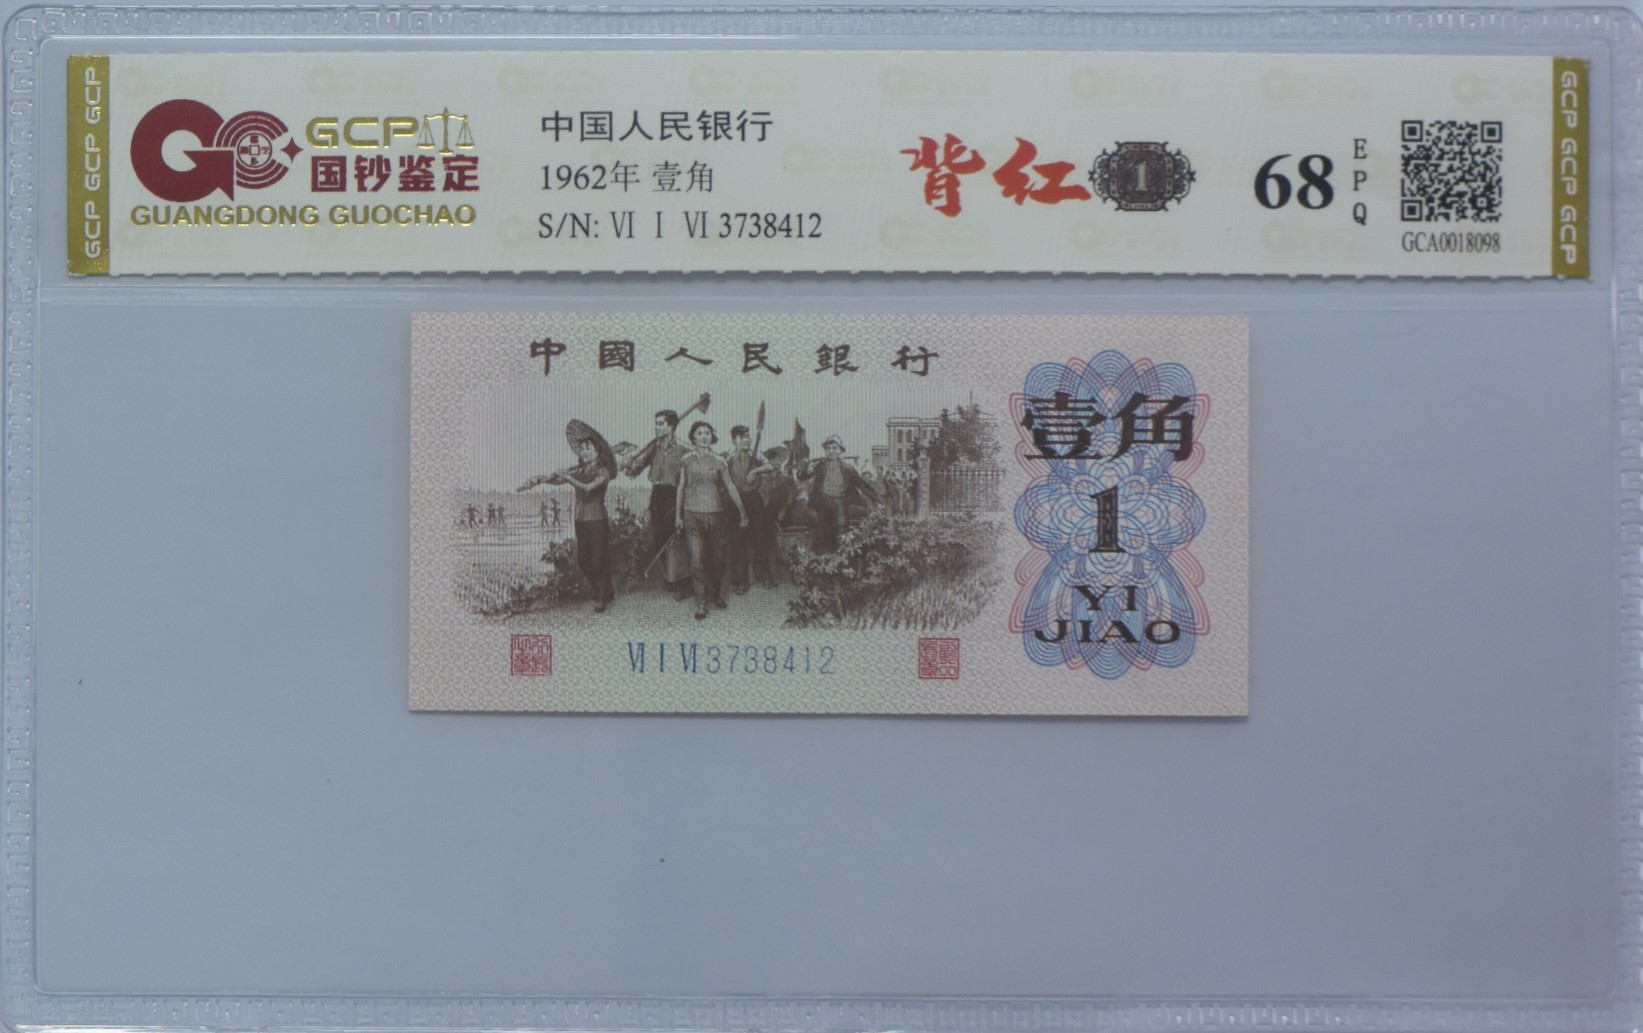 GCP GCP GCP
GCP
国钞鉴定
GUANGDONG GUOCHAO
中国人民银行
1962年 壹角
S/N: Ⅵ Ⅰ Ⅵ 3738412
背红
1
68
EPQ
GCA0018098
GCP GCP GCP
中國人民銀行
壹角
1
YI
JIAO
Ⅵ Ⅰ Ⅵ 3738412